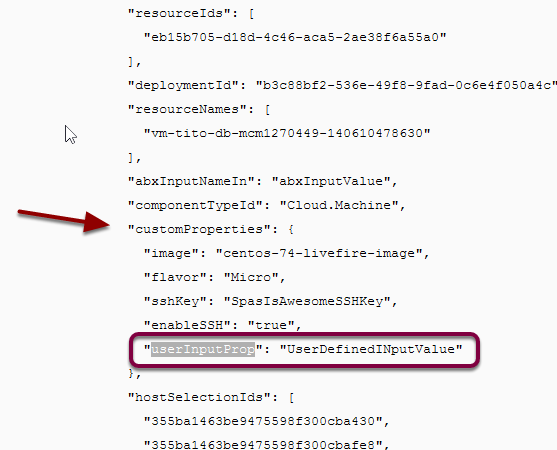 "resourceIds": [
"eb15b705-d18d-4c46-aca5-2ae38f6a55a0"
],
"deploymentId": "b3c88bf2-536e-49f8-9fad-0c6e4f050a4c"
"resourceNames": [
"vm-tito-db-mcm1270449-140610478630"
],
"abxInputNameIn": "abxInputValue",
"componentTypeId": "Cloud.Machine",
"customProperties": {
"image": "centos-74-livefire-image",
"flavor": "Micro",
"sshKey": "SpasIsAwesomeSSHKey",
"enableSSH": "true",
"userInputProp": "UserDefinedINputValue"
},
"hostSelectionIds": [
"355ba1463be9475598f300cba430",
"355ba1463be9475598f300cbafe8",